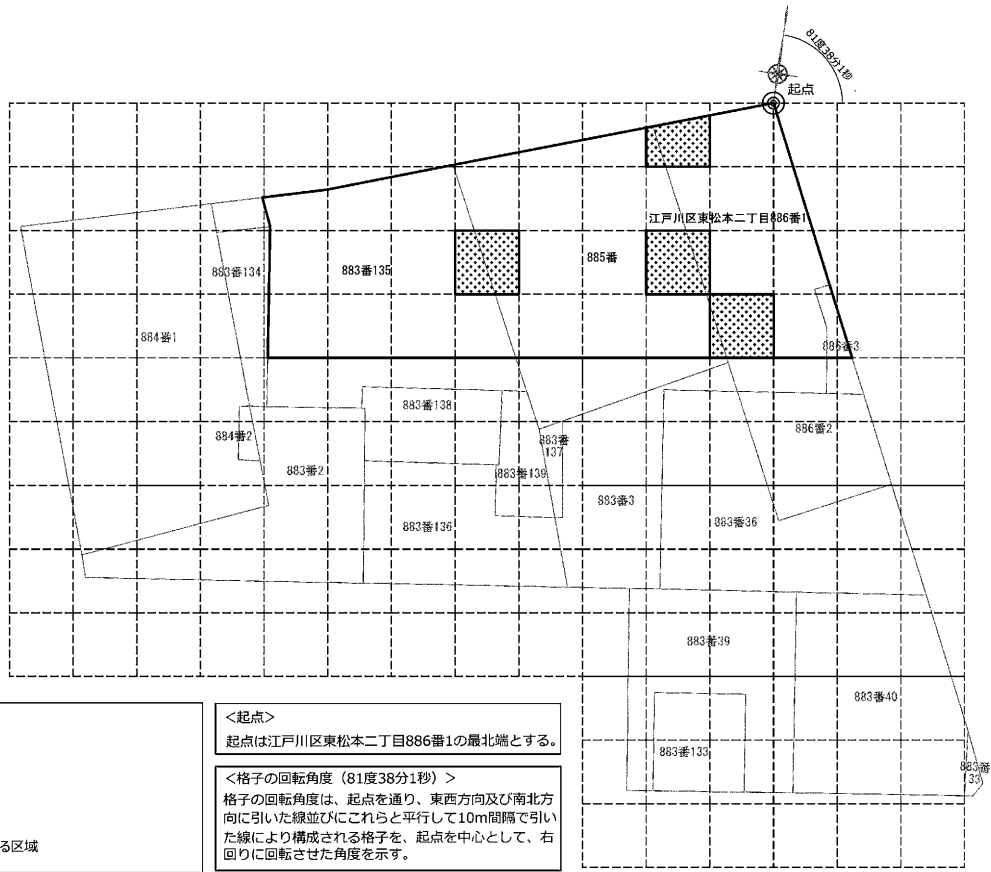 81度38分1秒
起点
江戸川区東松本二丁目886番1
885番
883番135
883番134
884番1
886番3
883番138
886番2
884番2
883番
137
883番2
883番139
883番3
883番136
883番36
883番39
883番40
883番133
883番
33
<起点>
起点は江戸川区東松本二丁目886番1の最北端とする。
<格子の回転角度(81度38分1秒)>
格子の回転角度は、起点を通り、東西方向及び南北方
向に引いた線並びにこれらと平行して10m間隔で引い
た線により構成される格子を、起点を中心として、右
回りに回転させた角度を示す。
る区域